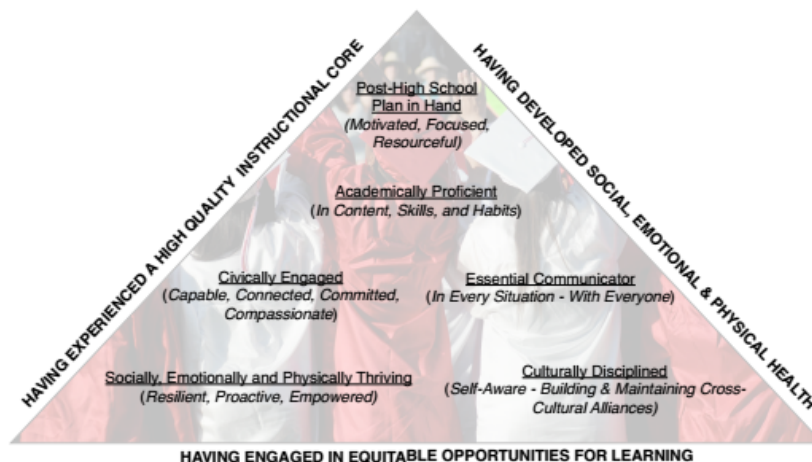 HAVING EXPERIENCED A HIGH QUALITY INSTRUCTIONAL CORE
HAVING DEVELOPED SOCIAL, EMOTIONAL & PHYSICAL HEALTH
Post-High School
Plan in Hand
(Motivated, Focused,
Resourceful)
Academically Proficient
(In Content, Skills, and Habits)
Civically Engaged
(Capable, Connected, Committed,
Compassionate)
Essential Communicator
(In Every Situation - With Everyone)
Socially, Emotionally and Physically Thriving
(Resilient, Proactive, Empowered)
Culturally Disciplined
(Self-Aware - Building & Maintaining Cross-
Cultural Alliances)
HAVING ENGAGED IN EQUITABLE OPPORTUNITIES FOR LEARNING